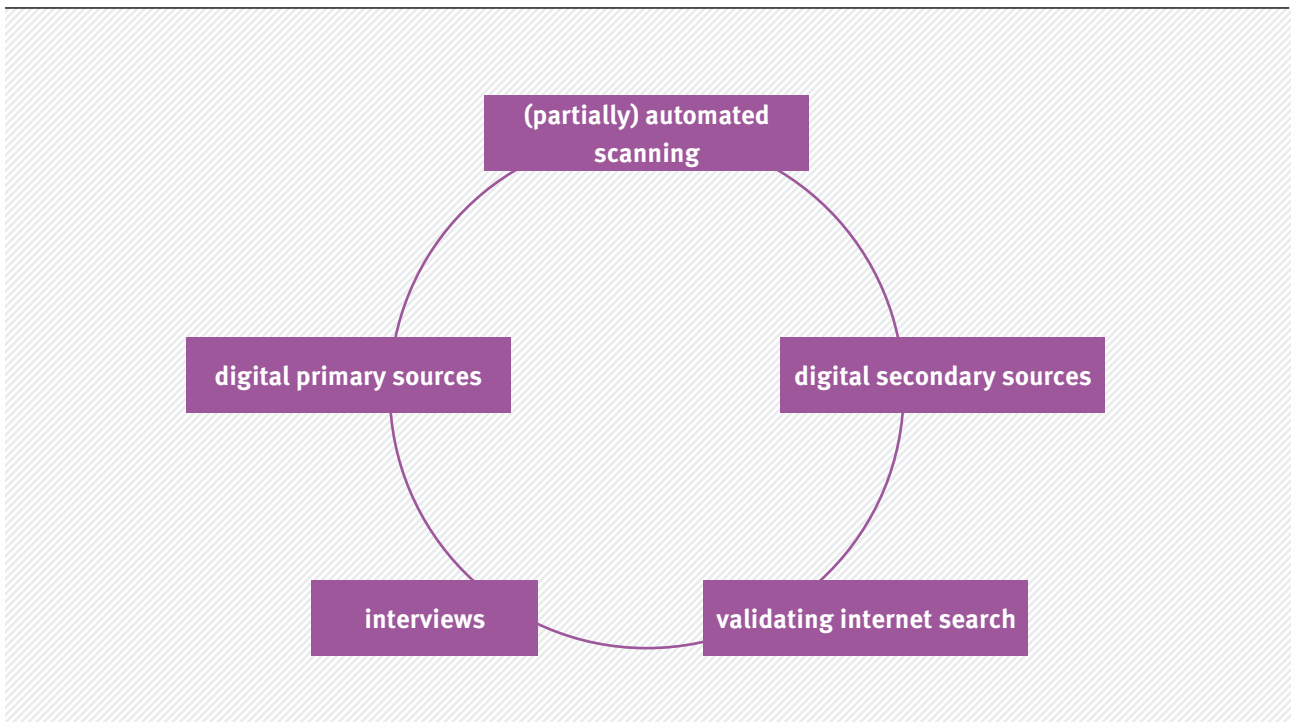 (partially) automated
scanning
digital primary sources
digital secondary sources
interviews
validating internet search